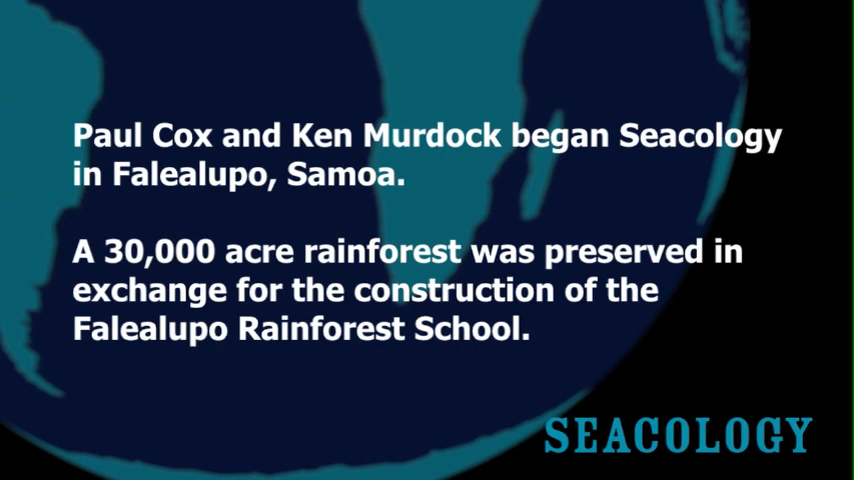 Paul Cox and Ken Murdock began Seacology
in Falealupo, Samoa.
A 30,000 acre rainforest was preserved in
exchange for the construction of the
Falealupo Rainforest School.
SEACOLOGY